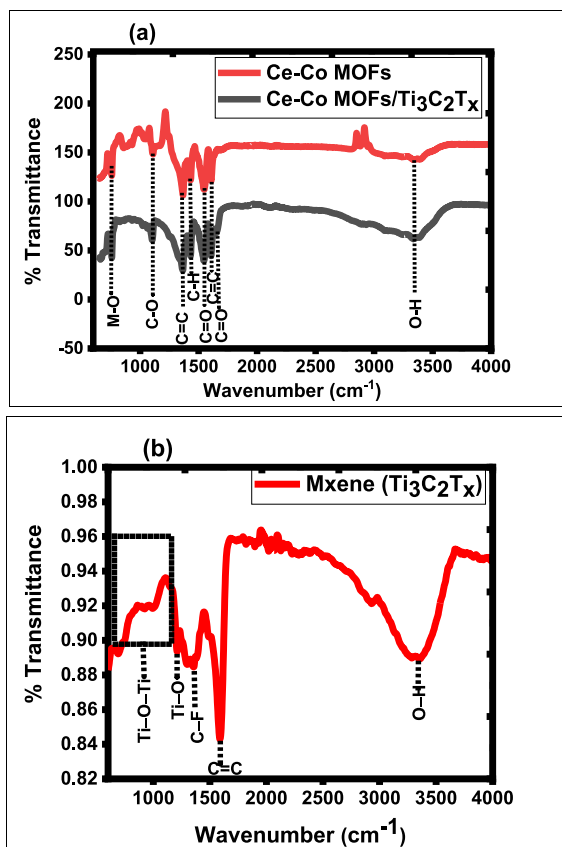 (a)
Ce-Co MOFs
Ce-Co MOFs/Ti₃C₂Tₓ
250
200
150
100
50
0
-50
% Transmittance
M-O
C-O
C=C
C-H
C=O
C=C
C=O
O-H
1000 1500 2000 2500 3000 3500 4000
Wavenumber (cm⁻¹)
(b)
Mxene (Ti₃C₂Tₓ)
1.00
0.98
0.96
0.94
0.92
0.90
0.88
0.86
0.84
0.82
% Transmittance
Ti–O–Ti
Ti–O
C–F
C=C
O–H
1000 1500 2000 2500 3000 3500 4000
Wavenumber (cm⁻¹)